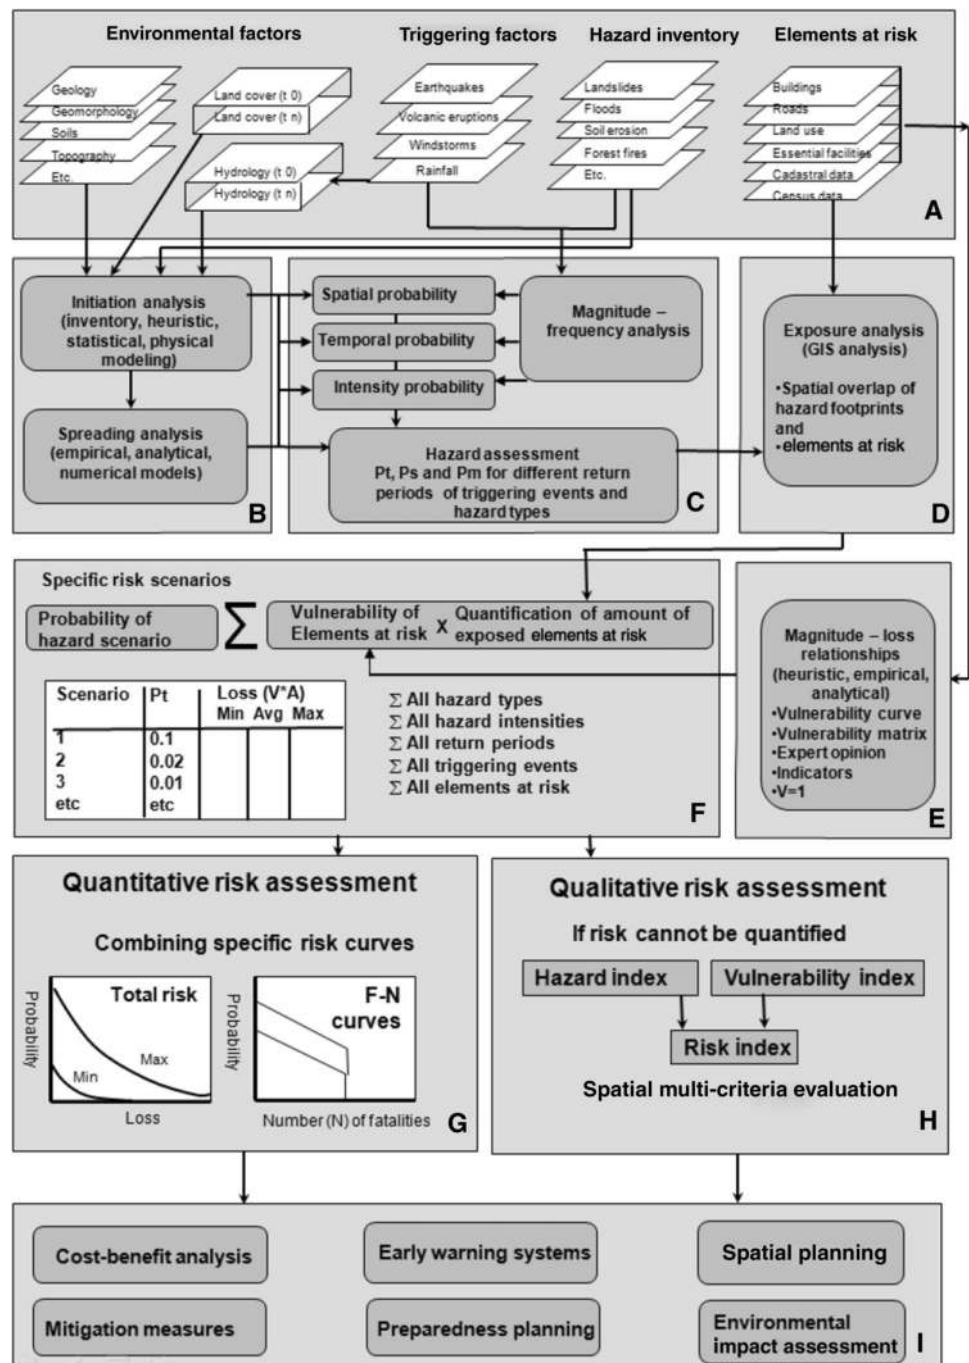 Environmental factors
Triggering factors
Hazard inventory
Elements at risk
Geology
Geomorphology
Soils
Topography
Etc.
Land cover (t 0)
Land cover (t n)
Hydrology (t 0)
Hydrology (t n)
Earthquakes
Volcanic eruptions
Windstorms
Rainfall
Landslides
Floods
Soil erosion
Forest fires
Etc.
Buildings
Roads
Land use
Essential facilities
Cadastral data
Census data
A
Initiation analysis
(inventory, heuristic,
statistical, physical
modeling)
Spreading analysis
(empirical, analytical,
numerical models)
B
Spatial probability
Temporal probability
Intensity probability
Magnitude –
frequency analysis
Hazard assessment
Pt, Ps and Pm for different return
periods of triggering events and
hazard types
C
Exposure analysis
(GIS analysis)
•Spatial overlap of
hazard footprints
and
•elements at risk
D
Specific risk scenarios
Probability of
hazard scenario
Σ
Vulnerability of
Elements at risk
X
Quantification of amount of
exposed elements at risk
Scenario Pt Loss (V*A)
Min Avg Max
1 0.1
2 0.02
3 0.01
etc etc
Σ All hazard types
Σ All hazard intensities
Σ All return periods
Σ All triggering events
Σ All elements at risk
F
Magnitude – loss
relationships
(heuristic, empirical,
analytical)
•Vulnerability curve
•Vulnerability matrix
•Expert opinion
•Indicators
•V=1
E
Quantitative risk assessment
Combining specific risk curves
Probability
Total risk
Max
Min
Loss
Probability
F-N
curves
Number (N) of fatalities
G
Qualitative risk assessment
If risk cannot be quantified
Hazard index
Vulnerability index
Risk index
Spatial multi-criteria evaluation
H
Cost-benefit analysis
Early warning systems
Spatial planning
Mitigation measures
Preparedness planning
Environmental
impact assessment
I